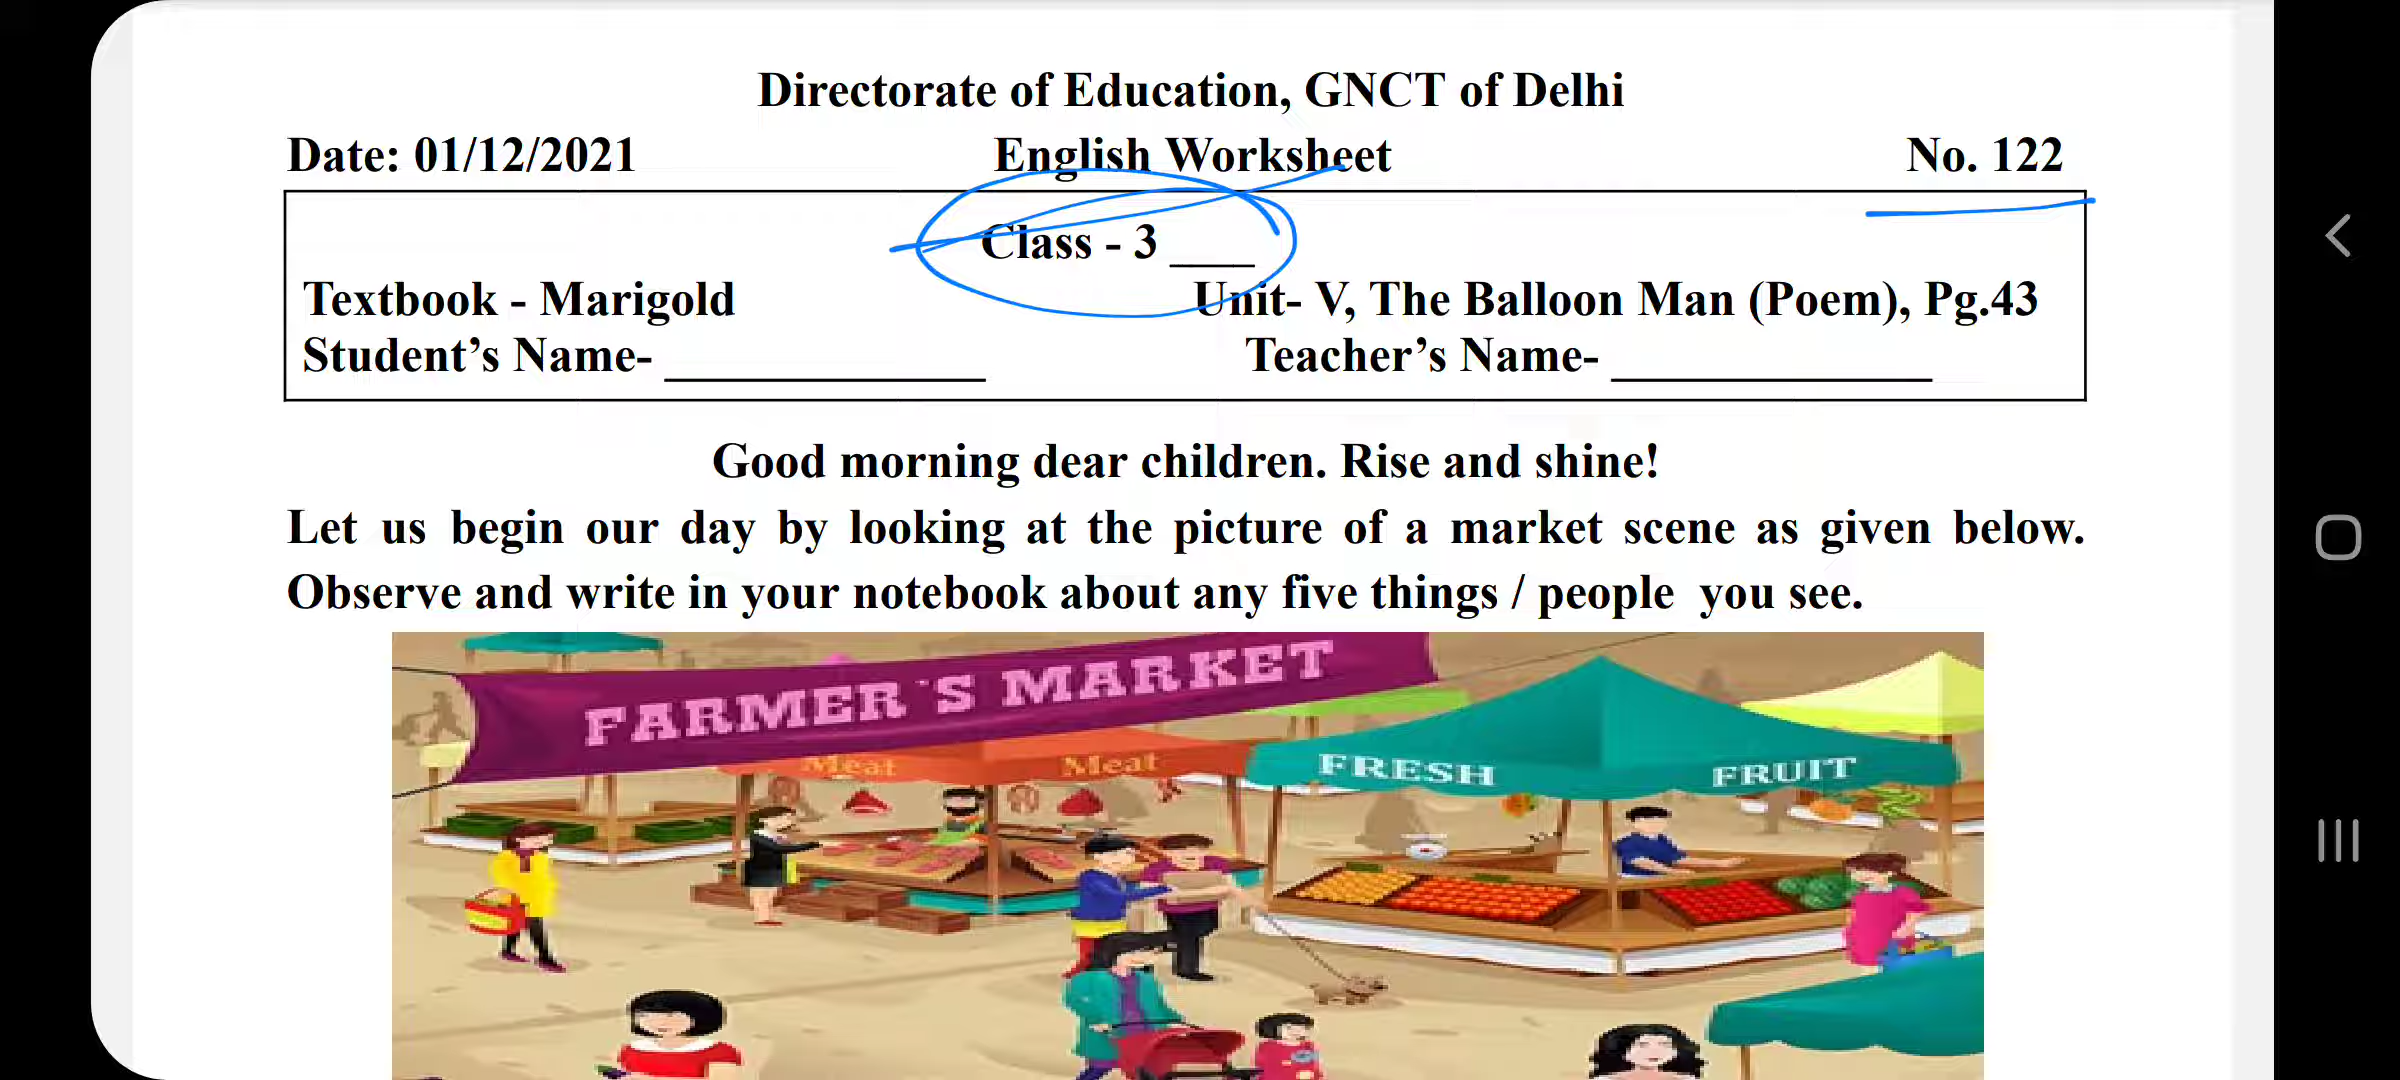 Directorate of Education, GNCT of Delhi
Date: 01/12/2021 English Worksheet No. 122
Class - 3 ____
Textbook - Marigold Unit- V, The Balloon Man (Poem), Pg.43
Student’s Name- _____________ Teacher’s Name- _____________
Good morning dear children. Rise and shine!
Let us begin our day by looking at the picture of a market scene as given below.
Observe and write in your notebook about any five things / people you see.
FARMER'S MARKET
Meat Meat
FRESH FRUIT